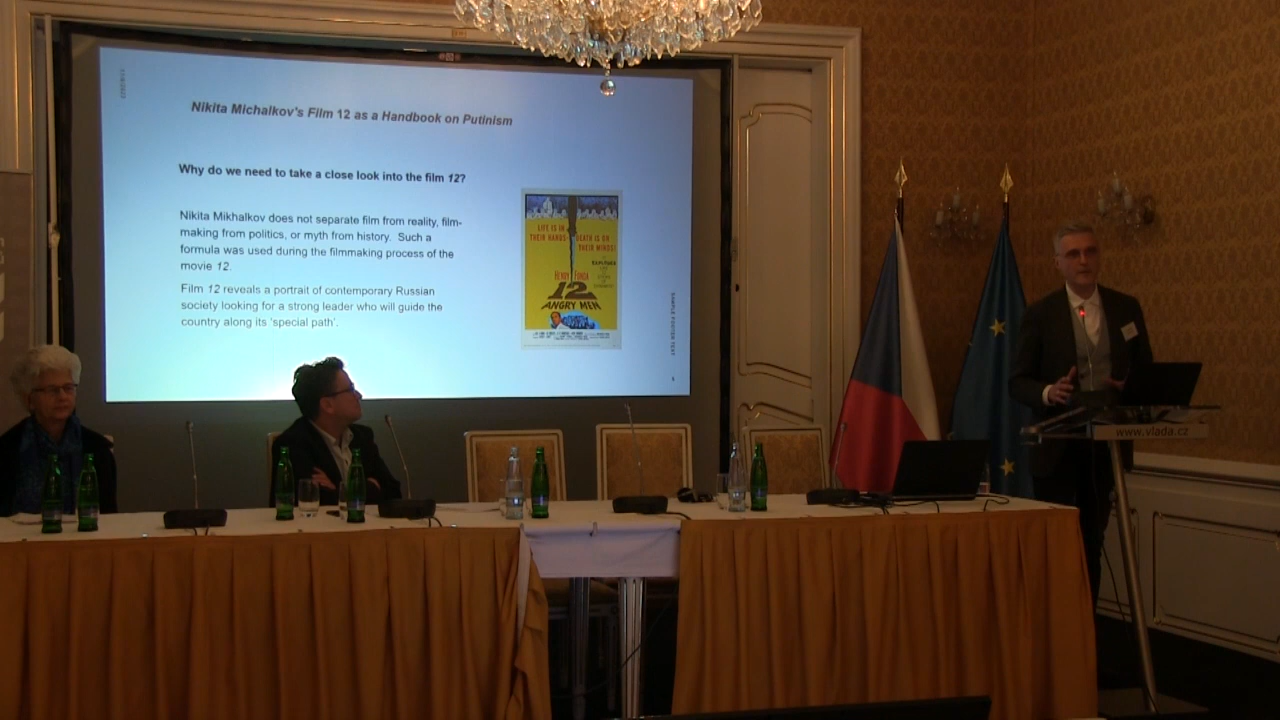 Nikita Michalkov's Film 12 as a Handbook on Putinism
Why do we need to take a close look into the film 12?
Nikita Mikhalkov does not separate film from reality, film-
making from politics, or myth from history. Such a
formula was used during the filmmaking process of the
movie 12.
Film 12 reveals a portrait of contemporary Russian
society looking for a strong leader who will guide the
country along its 'special path'.
LIFE IS IN
THEIR HANDS-
DEATH IS ON
THEIR MINDS!
HENRY FONDA
12
ANGRY MEN
SAMPLE FOOTER TEXT
www.vlada.cz